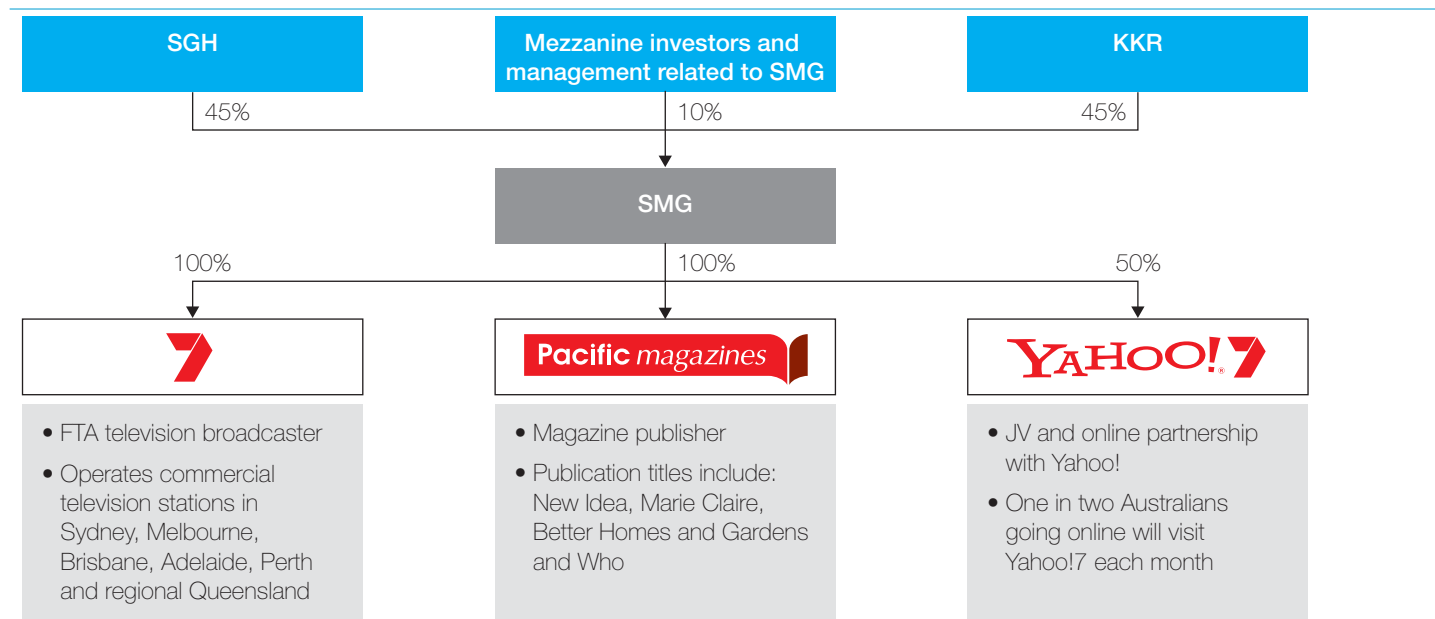 SGH
Mezzanine investors and
management related to SMG
KKR
45%
10%
45%
SMG
100%
100%
50%
7
Pacific magazines
YAHOO!®7
• FTA television broadcaster
• Operates commercial
television stations in
Sydney, Melbourne,
Brisbane, Adelaide, Perth
and regional Queensland
• Magazine publisher
• Publication titles include:
New Idea, Marie Claire,
Better Homes and Gardens
and Who
• JV and online partnership
with Yahoo!
• One in two Australians
going online will visit
Yahoo!7 each month